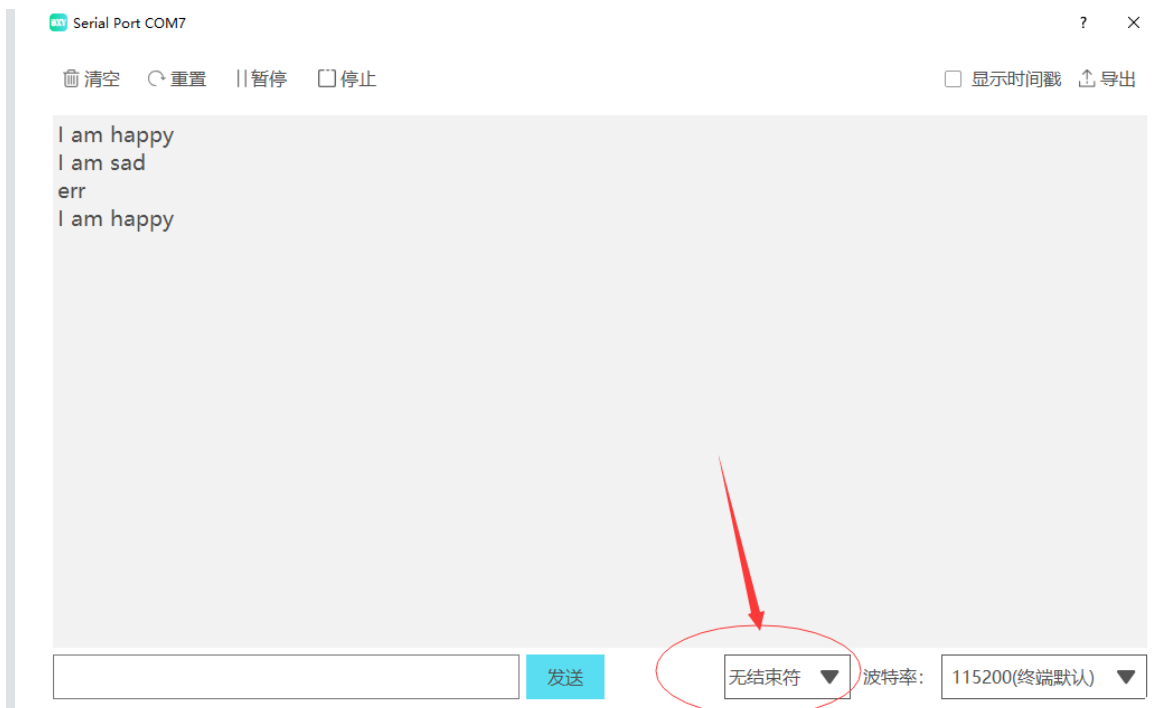 Serial Port COM7
?
清空 重置 暂停 停止 显示时间戳 导出
I am happy
I am sad
err
I am happy
发送 无结束符 波特率: 115200(终端默认)